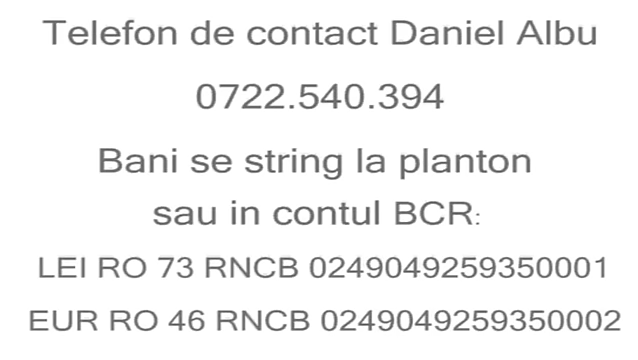 Telefon de contact Daniel Albu
0722.540.394
Bani se string la planton
sau in contul BCR:
LEI RO 73 RNCB 0249049259350001
EUR RO 46 RNCB 0249049259350002